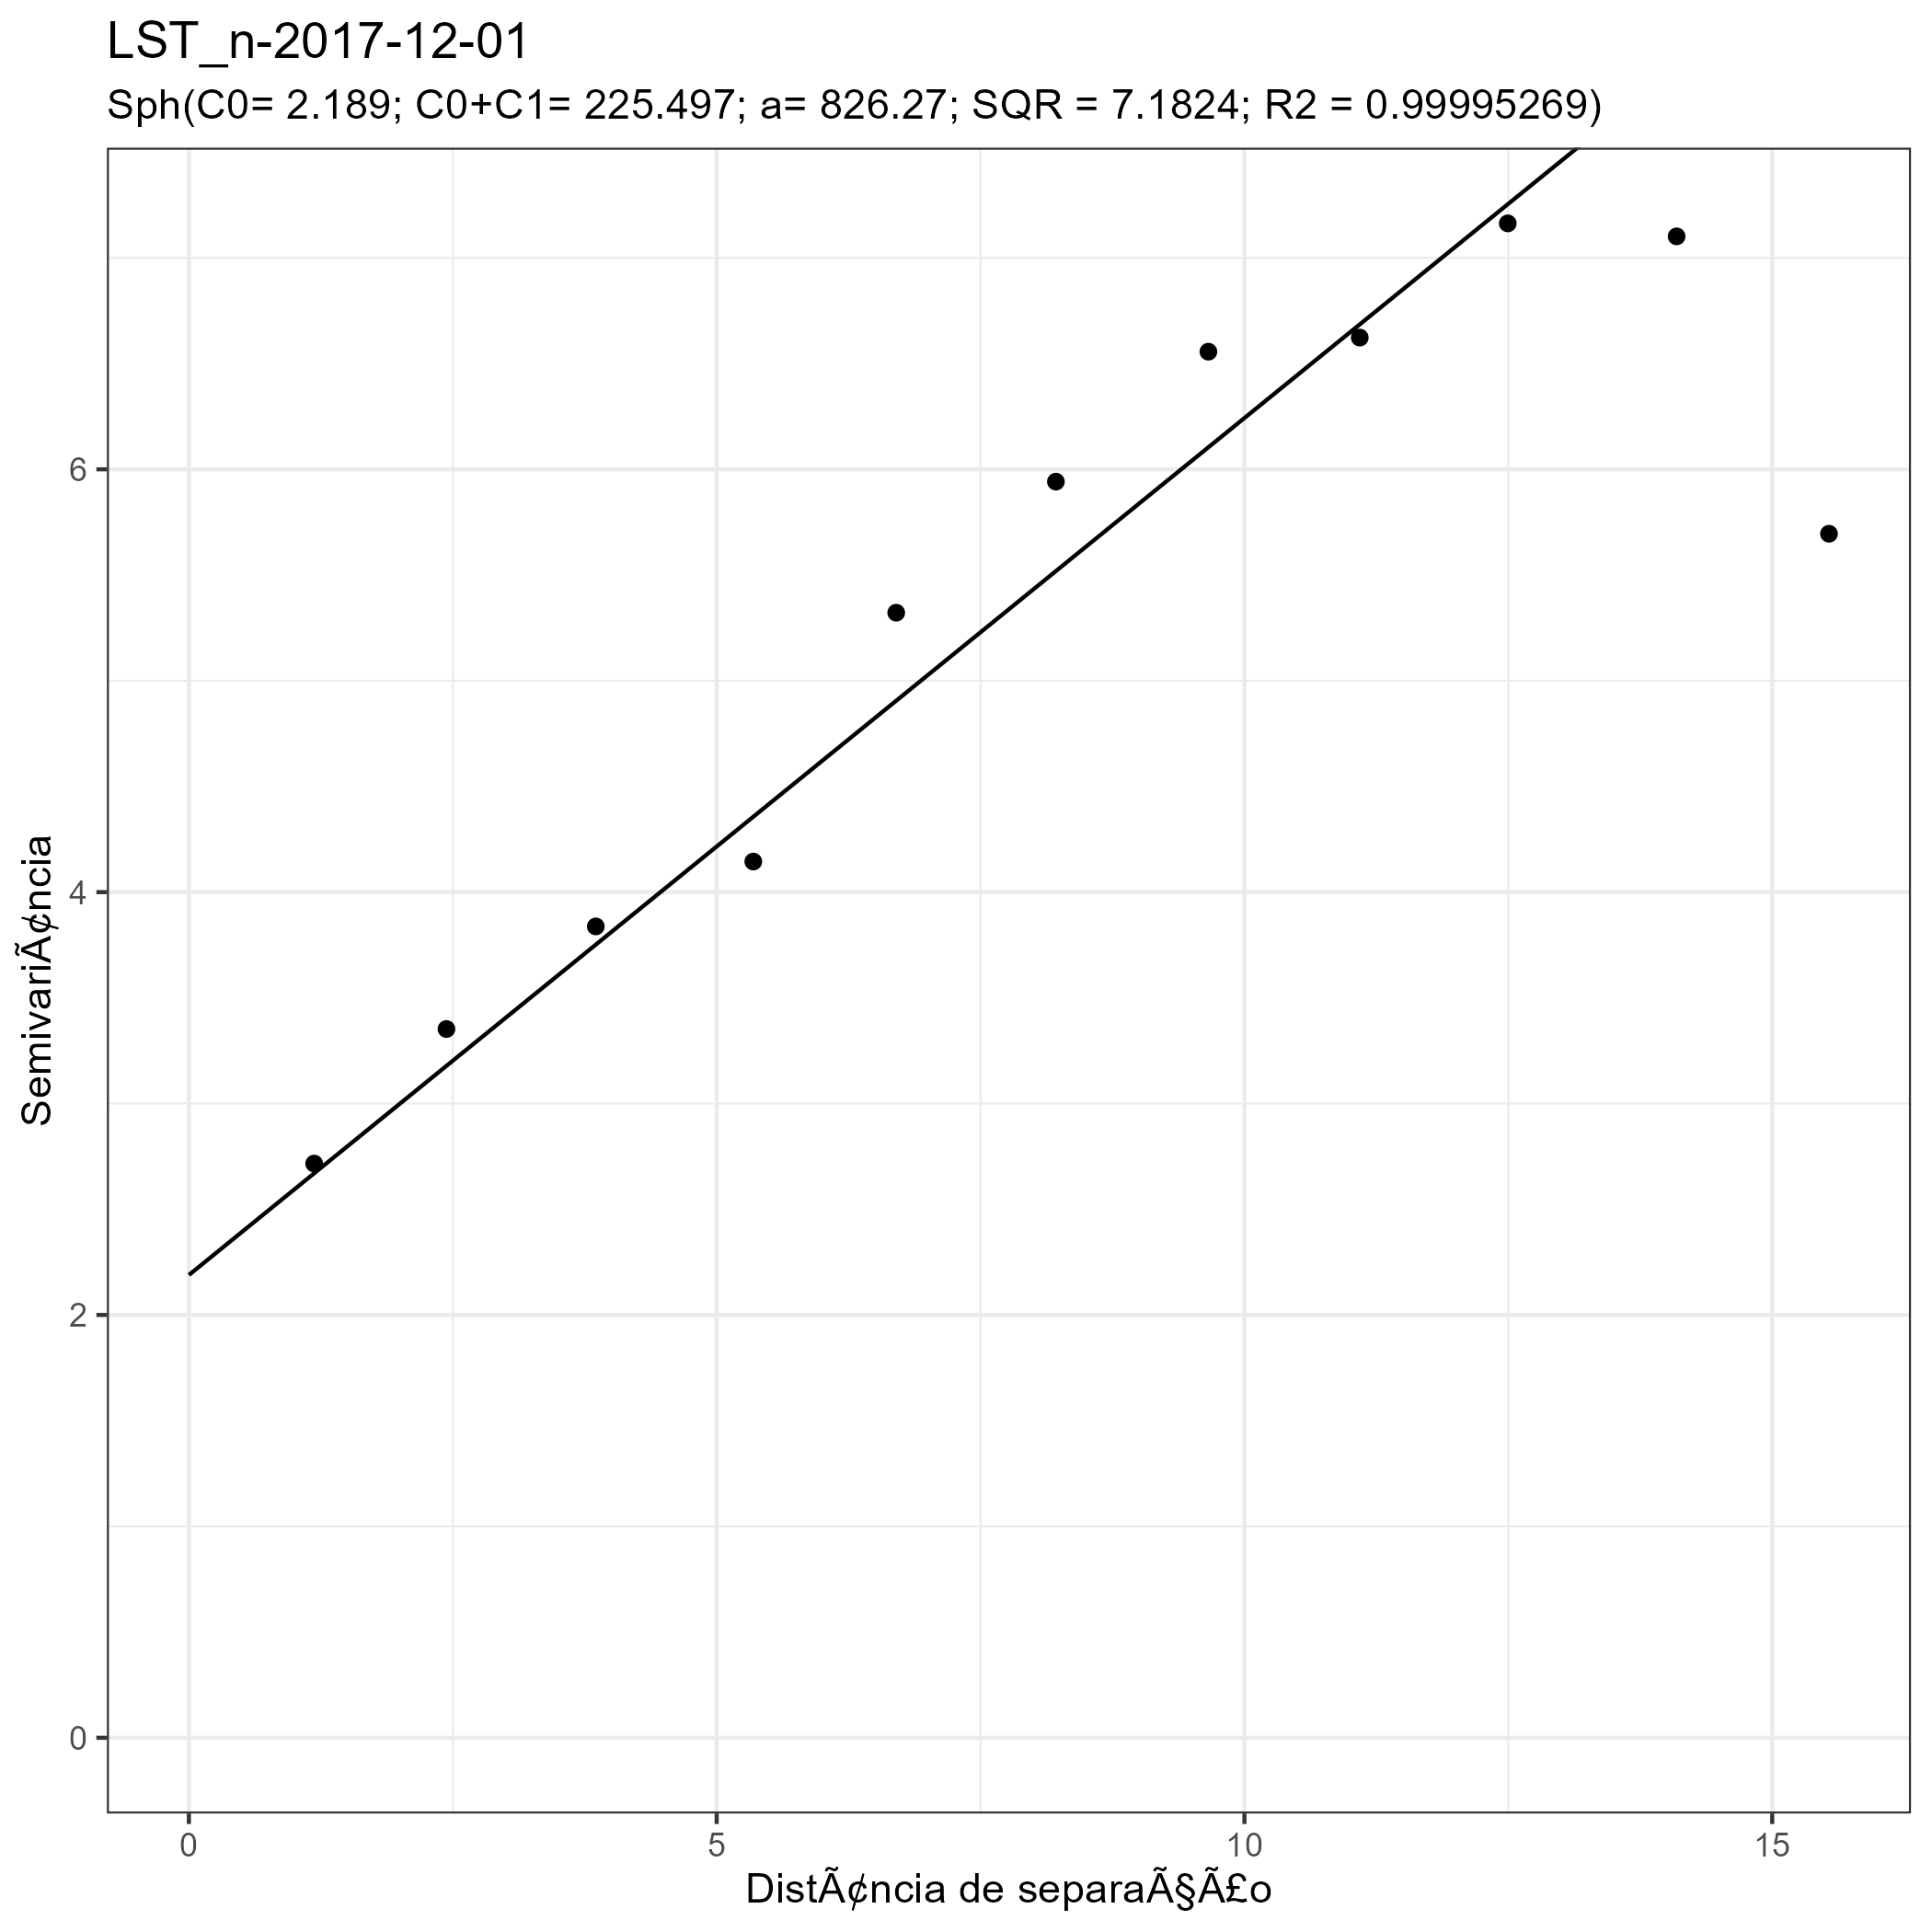 LST_n-2017-12-01
Sph(C0= 2.189; C0+C1= 225.497; a= 826.27; SQR = 7.1824; R2 = 0.99995269)
SemivariÃ¢ncia
6
4
2
0
0 5 10 15
DistÃ¢ncia de separaÃ§Ã£o